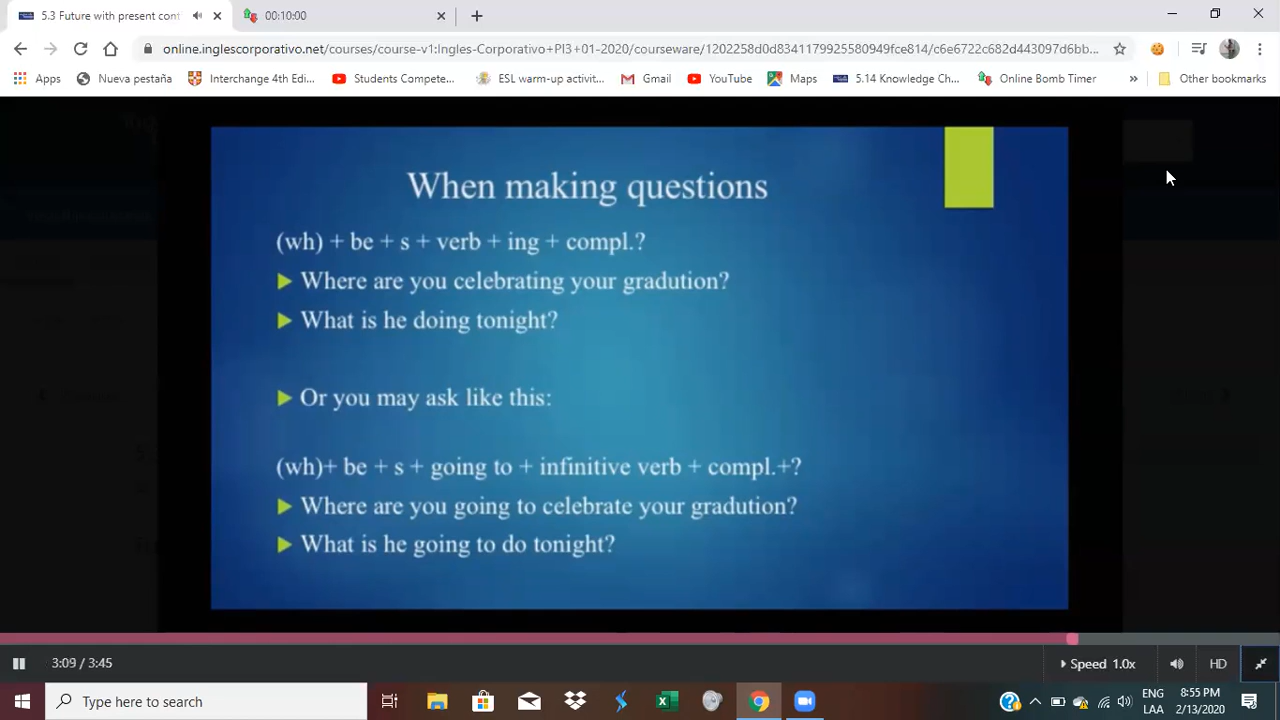 5.3 Future with present cont
00:10:00
online.inglescorporativo.net/courses/course-v1:Ingles-Corporativo+PI3+01-2020/courseware/1202258d0d8341179925580949fce814/c6e6722c682d443097d6bb...
Apps
Nueva pestaña
Interchange 4th Edi...
Students Compete...
ESL warm-up activit...
Gmail
YouTube
Maps
5.14 Knowledge Ch...
Online Bomb Timer
»
Other bookmarks
When making questions
(wh) + be + s + verb + ing + compl.?
Where are you celebrating your gradution?
What is he doing tonight?
Or you may ask like this:
(wh)+ be + s + going to + infinitive verb + compl.+?
Where are you going to celebrate your gradution?
What is he going to do tonight?
3:09 / 3:45
Speed 1.0x
HD
Type here to search
ENG
LAA
8:55 PM
2/13/2020